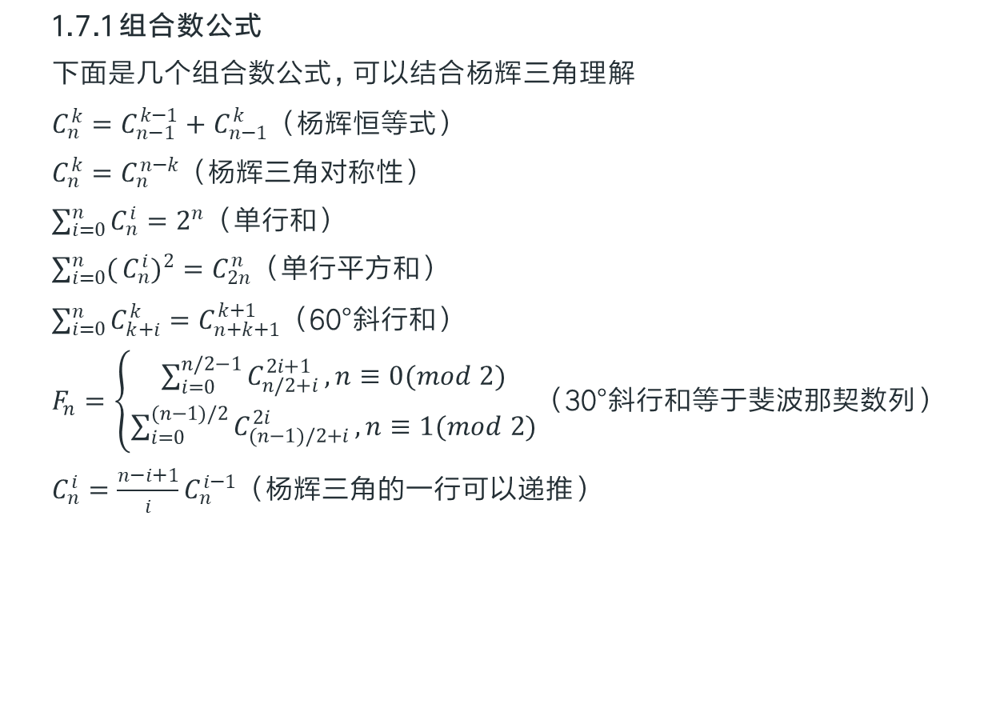 1.7.1组合数公式
下面是几个组合数公式，可以结合杨辉三角理解
$C_n^k = C_{n-1}^{k-1} + C_{n-1}^k$（杨辉恒等式）
$C_n^k = C_n^{n-k}$（杨辉三角对称性）
$\sum_{i=0}^n C_n^i = 2^n$（单行和）
$\sum_{i=0}^n (C_n^i)^2 = C_{2n}^n$（单行平方和）
$\sum_{i=0}^n C_{k+i}^k = C_{n+k+1}^{k+1}$（60°斜行和）
$F_n = \begin{cases} \sum_{i=0}^{n/2-1} C_{n/2+i}^{2i+1}, n \equiv 0(mod\ 2) \\ \sum_{i=0}^{(n-1)/2} C_{(n-1)/2+i}^{2i}, n \equiv 1(mod\ 2) \end{cases}$（30°斜行和等于斐波那契数列）
$C_n^i = \frac{n-i+1}{i} C_n^{i-1}$（杨辉三角的一行可以递推）